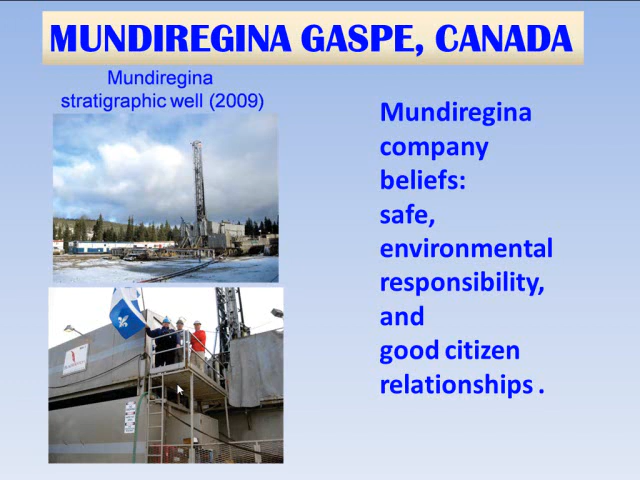 MUNDIREGINA GASPE, CANADA
Mundiregina
stratigraphic well (2009)
Mundiregina
company
beliefs:
safe,
environmental
responsibility,
and
good citizen
relationships .